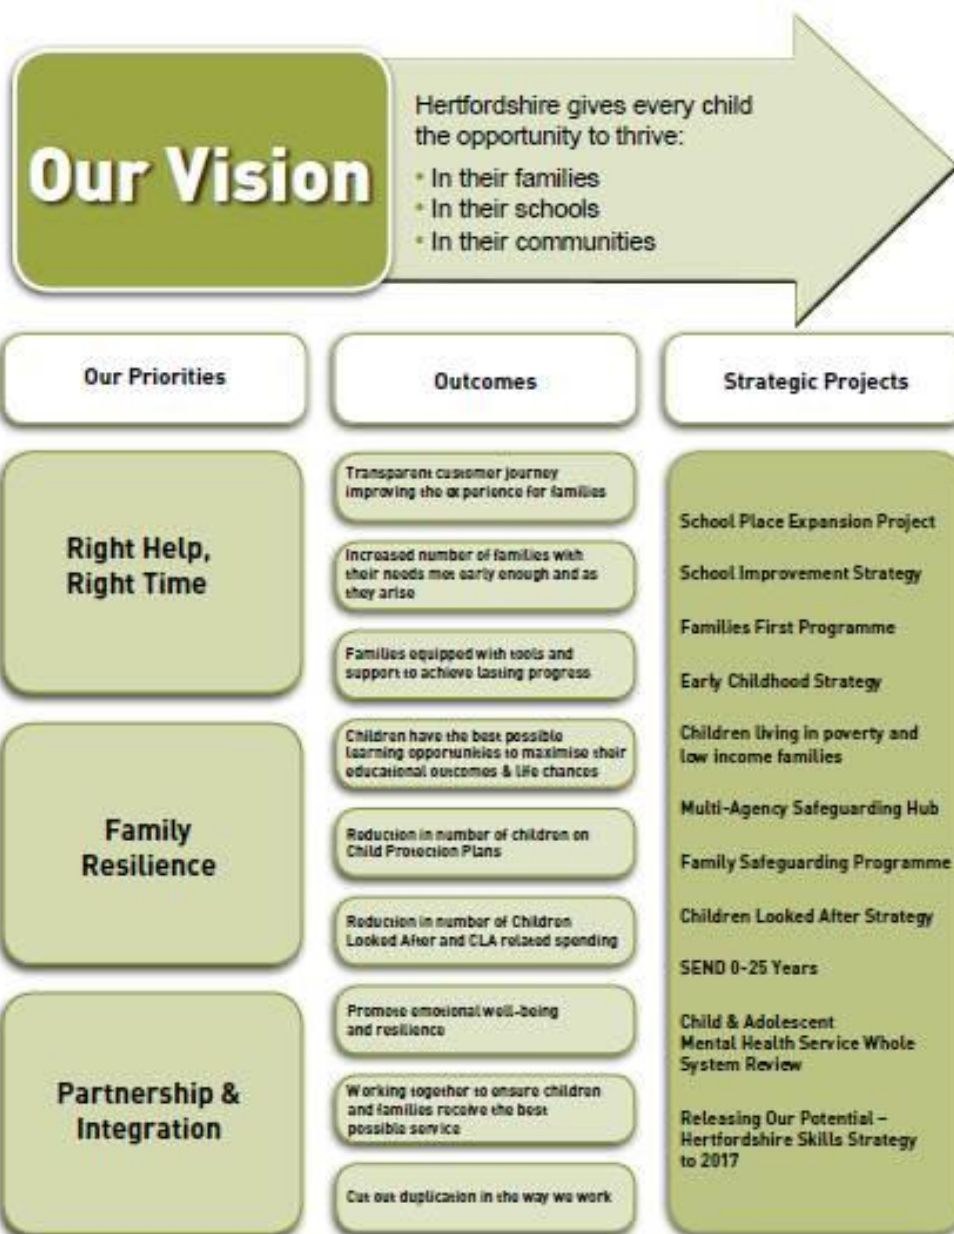 Our Vision
Hertfordshire gives every child
the opportunity to thrive:
• In their families
• In their schools
• In their communities
Our Priorities
Outcomes
Strategic Projects
Right Help,
Right Time
Family
Resilience
Partnership &
Integration
Transparent customer journey
improving the experience for families
Increased number of families with
their needs met early enough and as
they arise
Families equipped with tools and
support to achieve lasting progress
Children have the best possible
learning opportunities to maximise their
educational outcomes & life chances
Reduction in number of children on
Child Protection Plans
Reduction in number of Children
Looked After and CLA related spending
Promote emotional well-being
and resilience
Working together to ensure children
and families receive the best
possible service
Cut out duplication in the way we work
School Place Expansion Project
School Improvement Strategy
Families First Programme
Early Childhood Strategy
Children living in poverty and
low income families
Multi-Agency Safeguarding Hub
Family Safeguarding Programme
Children Looked After Strategy
SEND 0-25 Years
Child & Adolescent
Mental Health Service Whole
System Review
Releasing Our Potential –
Hertfordshire Skills Strategy
to 2017